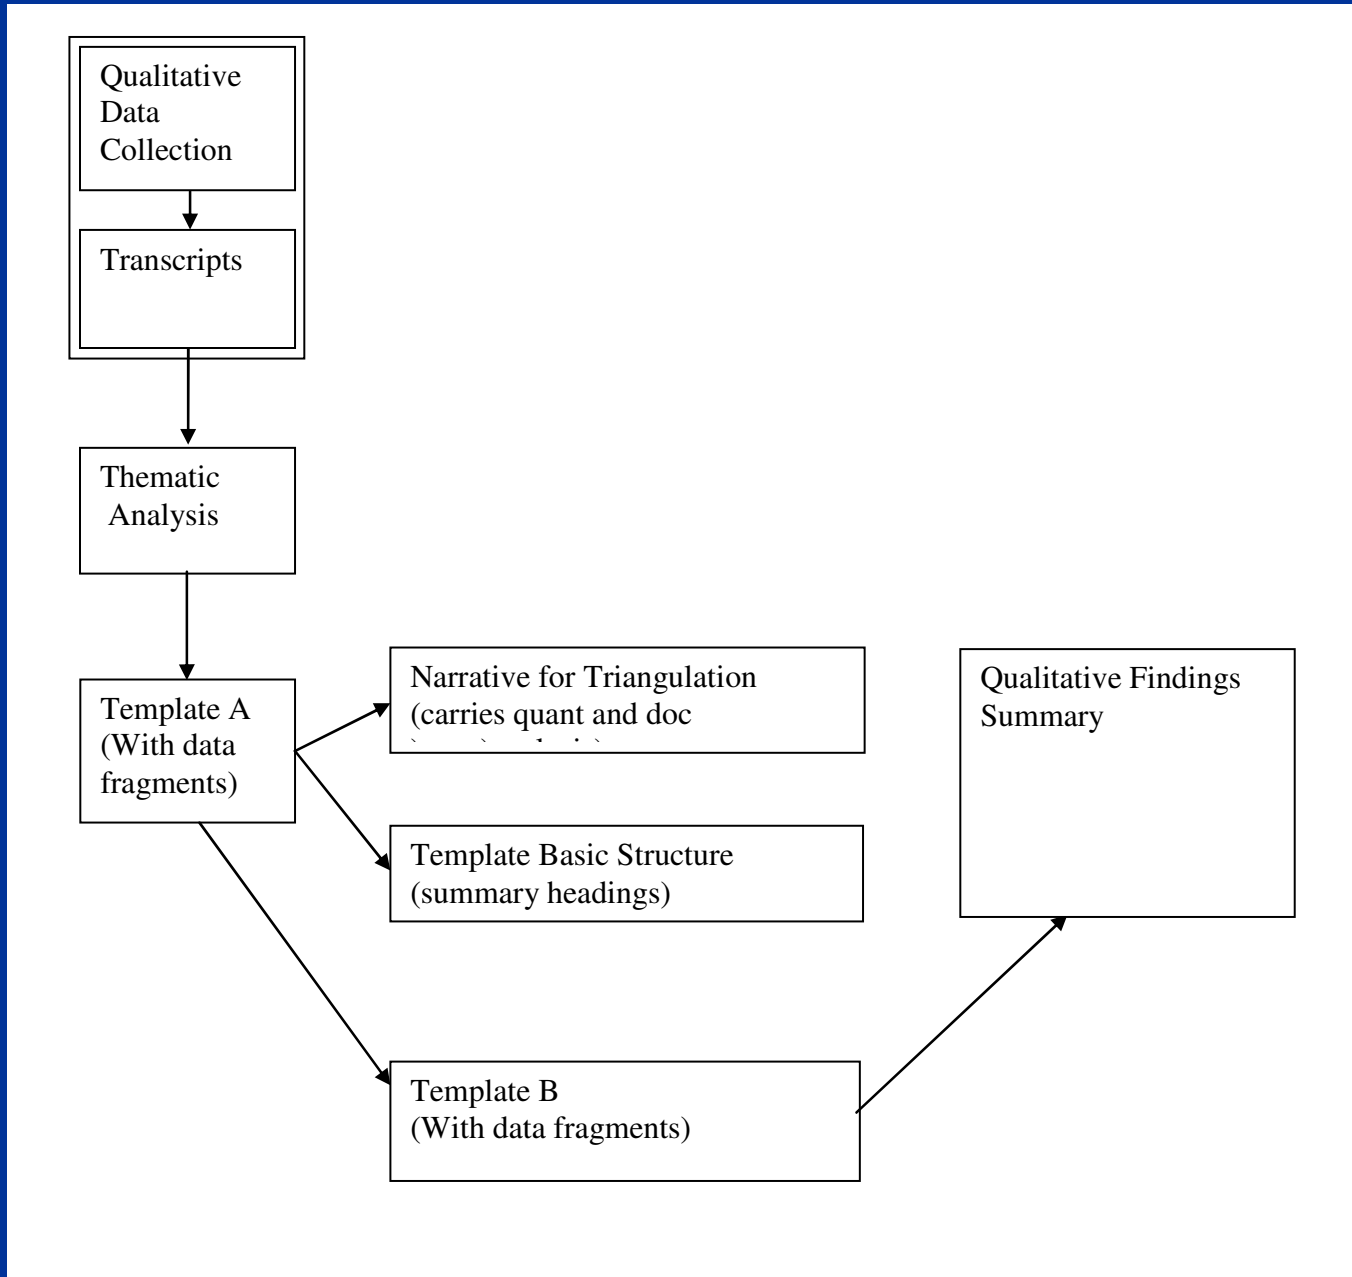 Qualitative
Data
Collection
Transcripts
Thematic
Analysis
Template A
(With data
fragments)
Narrative for Triangulation
(carries quant and doc
Template Basic Structure
(summary headings)
Template B
(With data fragments)
Qualitative Findings
Summary